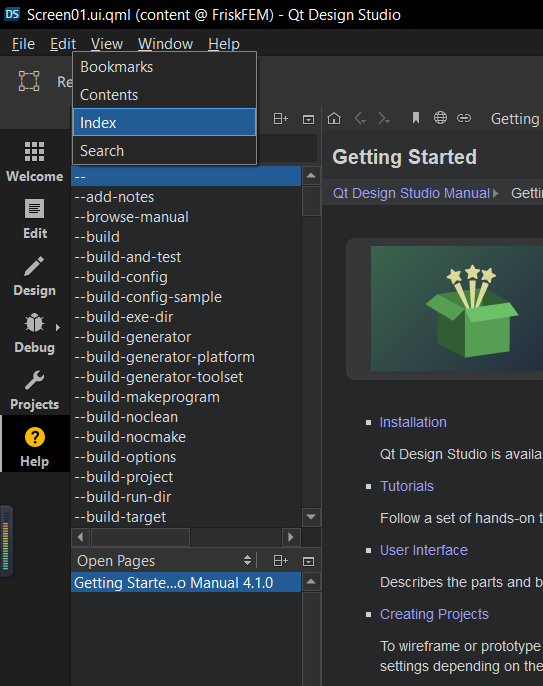 DS Screen01.ui.qml (content @ FriskFEM) - Qt Design Studio
File Edit View Window Help
Re
Bookmarks
Contents
Index
Search
Getting
Welcome
Edit
Design
Debug
Projects
Help
--
--add-notes
--browse-manual
--build
--build-and-test
--build-config
--build-config-sample
--build-exe-dir
--build-generator
--build-generator-platform
--build-generator-toolset
--build-makeprogram
--build-noclean
--build-nocmake
--build-options
--build-project
--build-run-dir
--build-target
Open Pages
Getting Starte...o Manual 4.1.0
Getting Started
Qt Design Studio Manual Getti
Installation
Qt Design Studio is availa
Tutorials
Follow a set of hands-on t
User Interface
Describes the parts and b
Creating Projects
To wireframe or prototype
settings depending on the